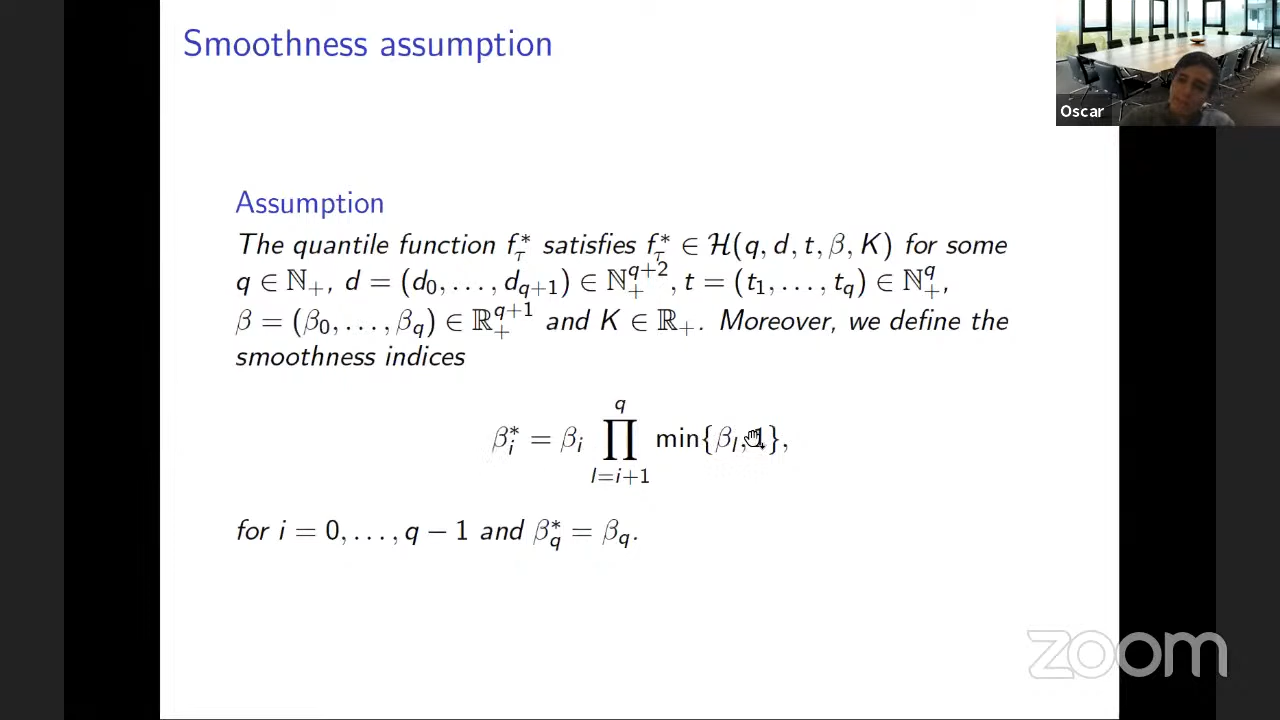 Smoothness assumption
Oscar
Assumption
The quantile function f*_τ satisfies f*_τ ∈ H(q, d, t, β, K) for some
q ∈ ℕ₊, d = (d₀, . . . , d_{q+1}) ∈ ℕ₊^{q+2}, t = (t₁, . . . , t_q) ∈ ℕ₊^q,
β = (β₀, . . . , β_q) ∈ ℝ₊^{q+1} and K ∈ ℝ₊. Moreover, we define the
smoothness indices
β*_i = β_i ∏_{l=i+1}^{q} min{β_l, 1},
for i = 0, . . . , q − 1 and β*_q = β_q.
zoom